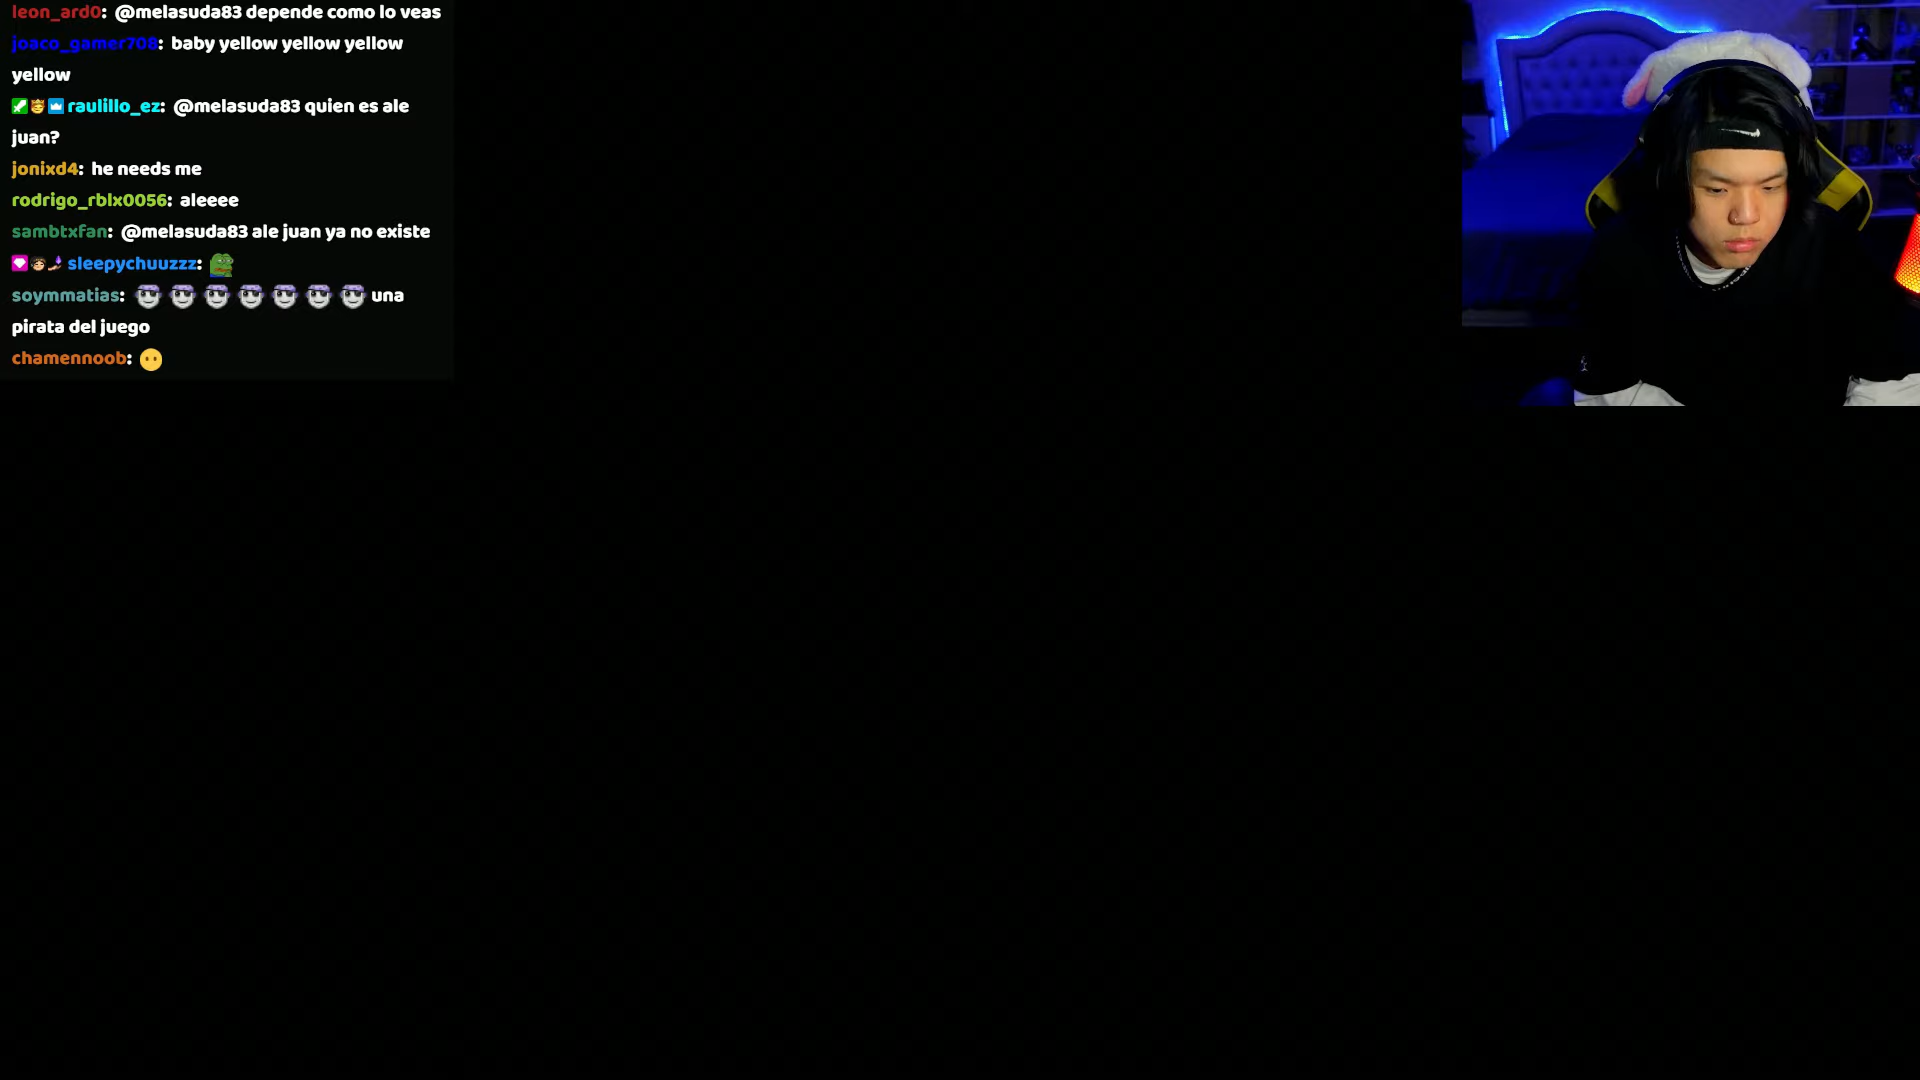 leon_ard0: @melasuda83 depende como lo veas
joaco_gamer708: baby yellow yellow yellow
yellow
raulillo_ez: @melasuda83 quien es ale
juan?
jonixd4: he needs me
rodrigo_rblx0056: aleeee
sambtxfan: @melasuda83 ale juan ya no existe
sleepychuuzzz:
soymmatias: una
pirata del juego
chamennoob: